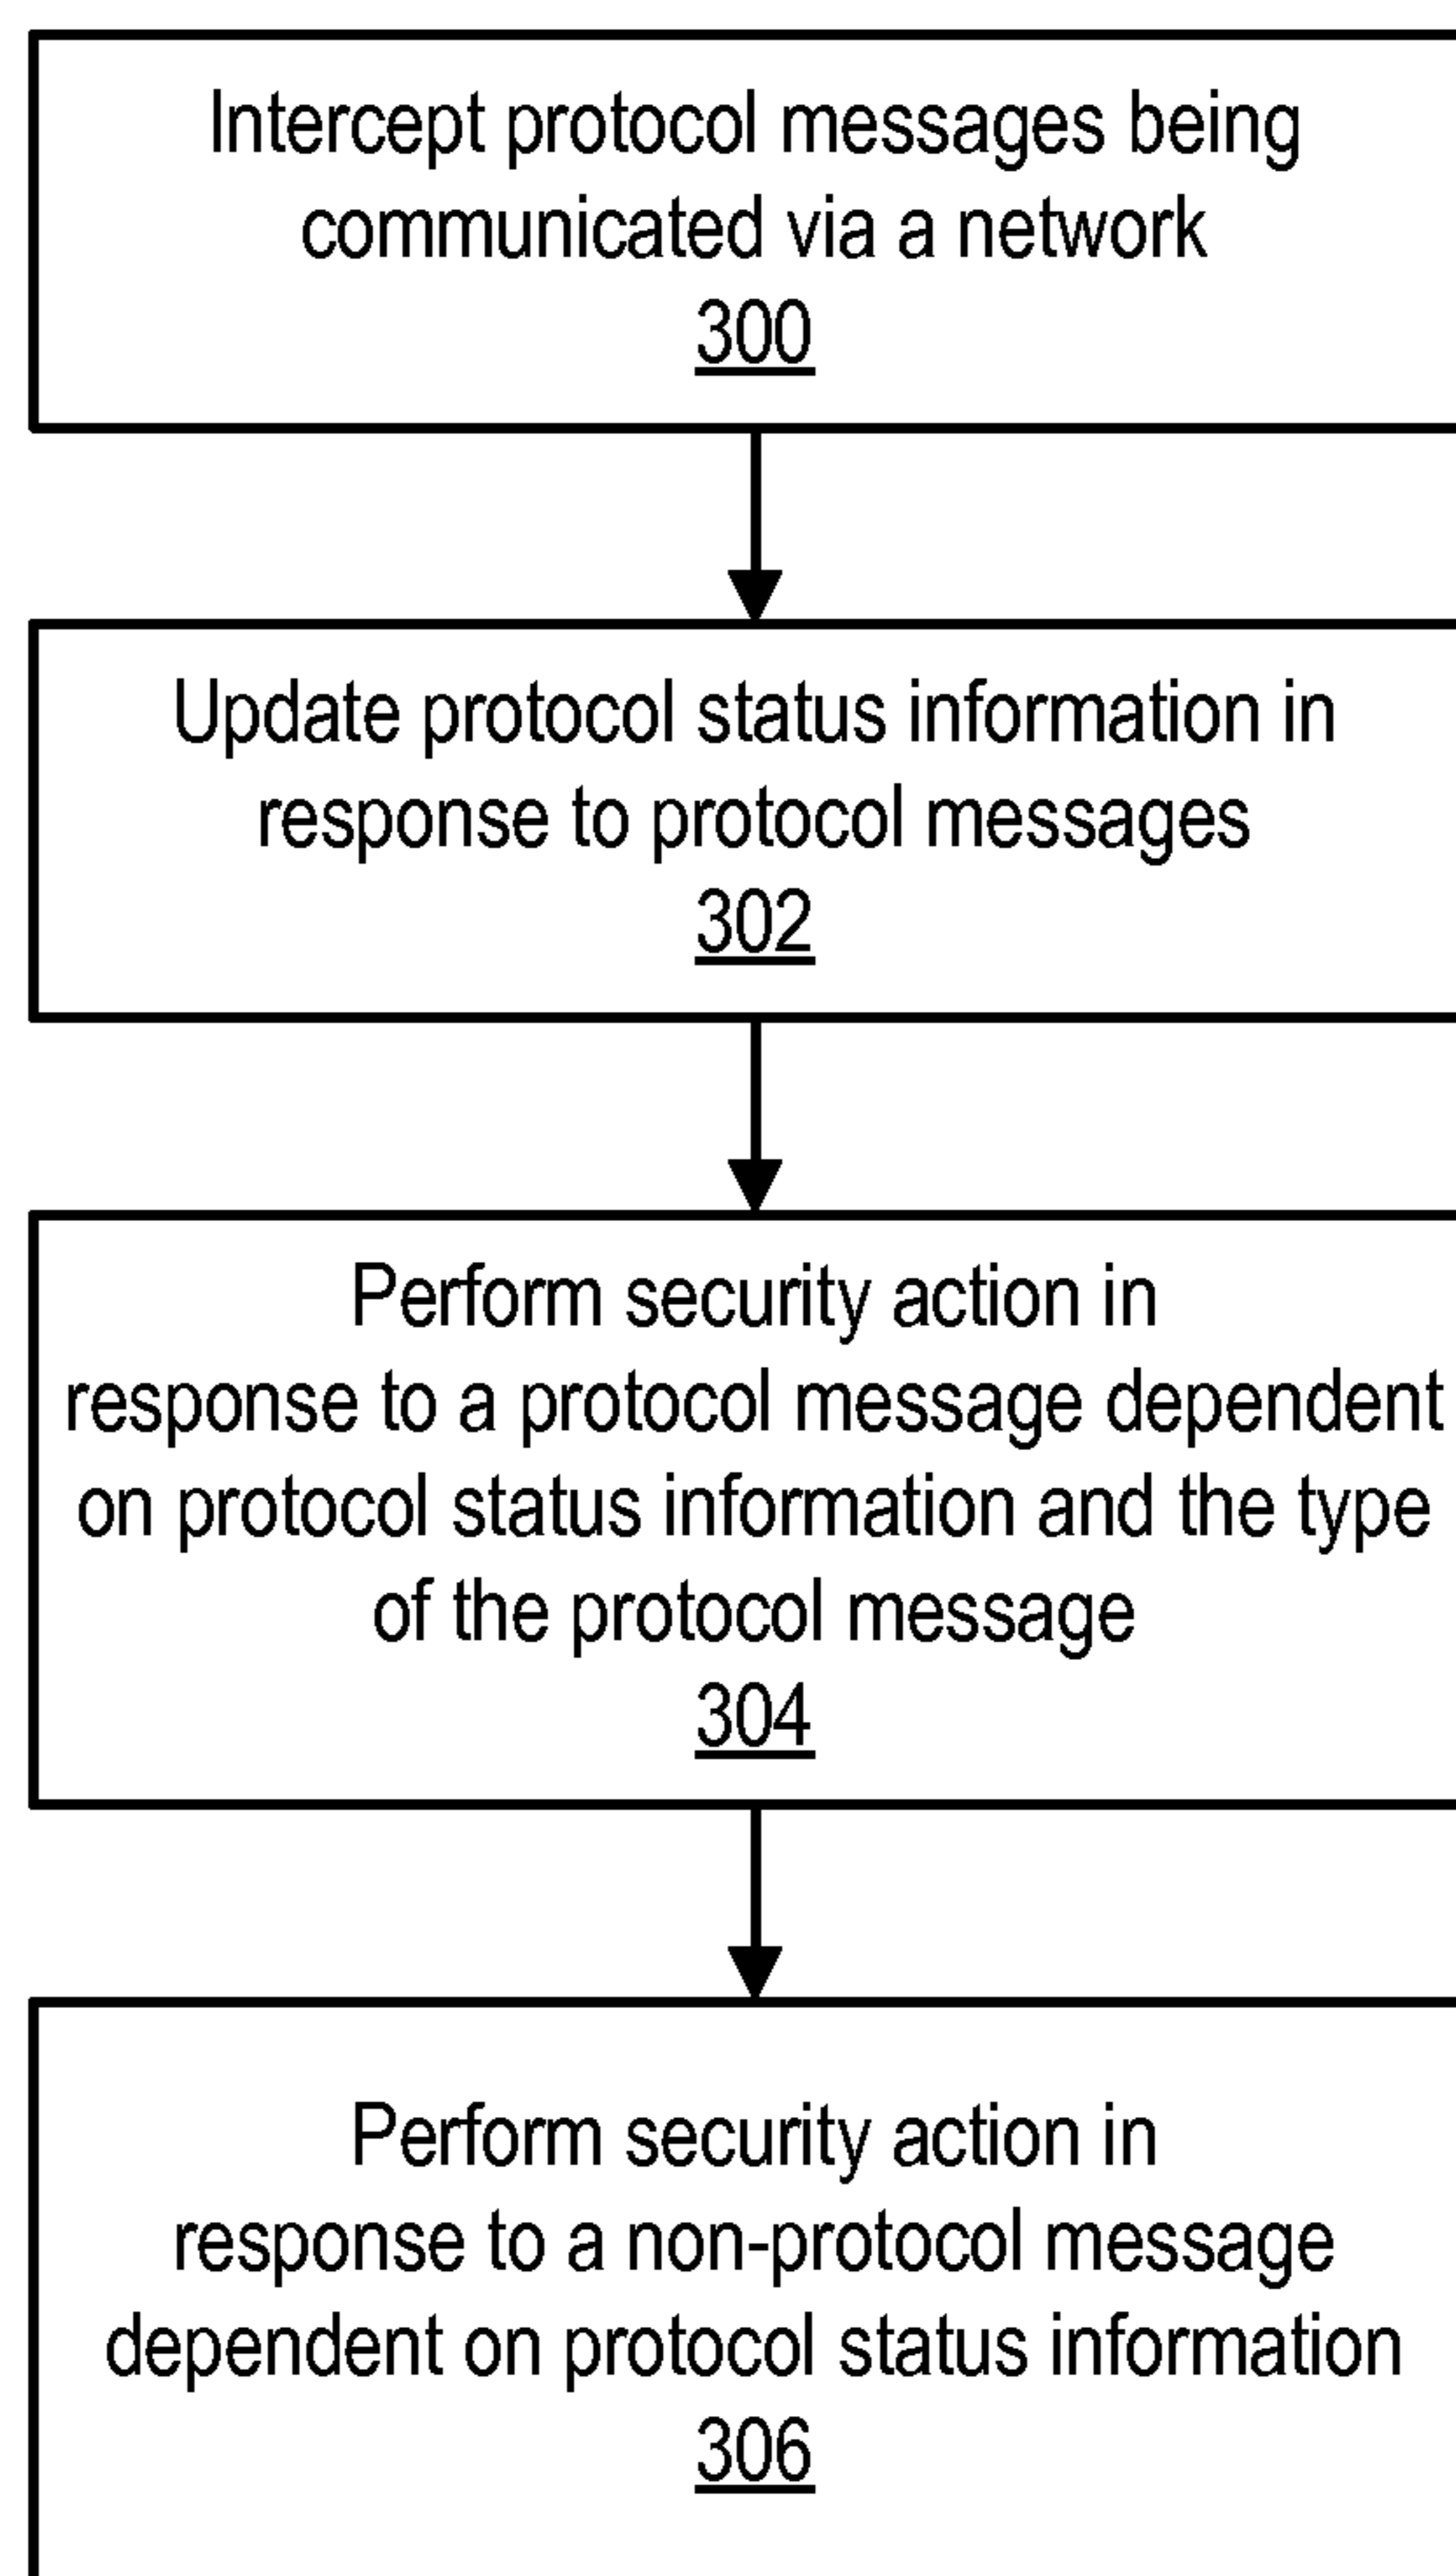 Intercept protocol messages being
communicated via a network
300
Update protocol status information in
response to protocol messages
302
Perform security action in
response to a protocol message dependent
on protocol status information and the type
of the protocol message
304
Perform security action in
response to a non-protocol message
dependent on protocol status information
306